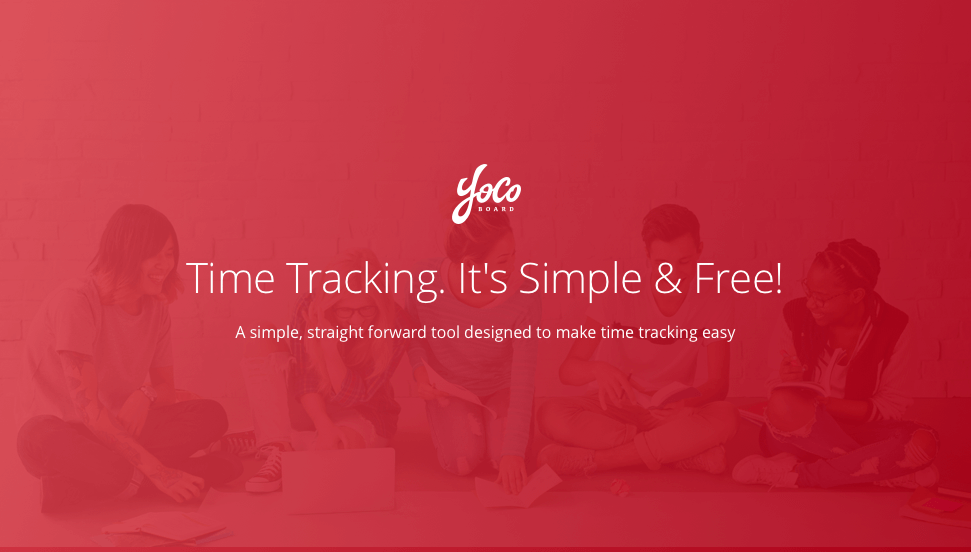 Yoco
BOARD
Time Tracking. It's Simple & Free!
A simple, straight forward tool designed to make time tracking easy